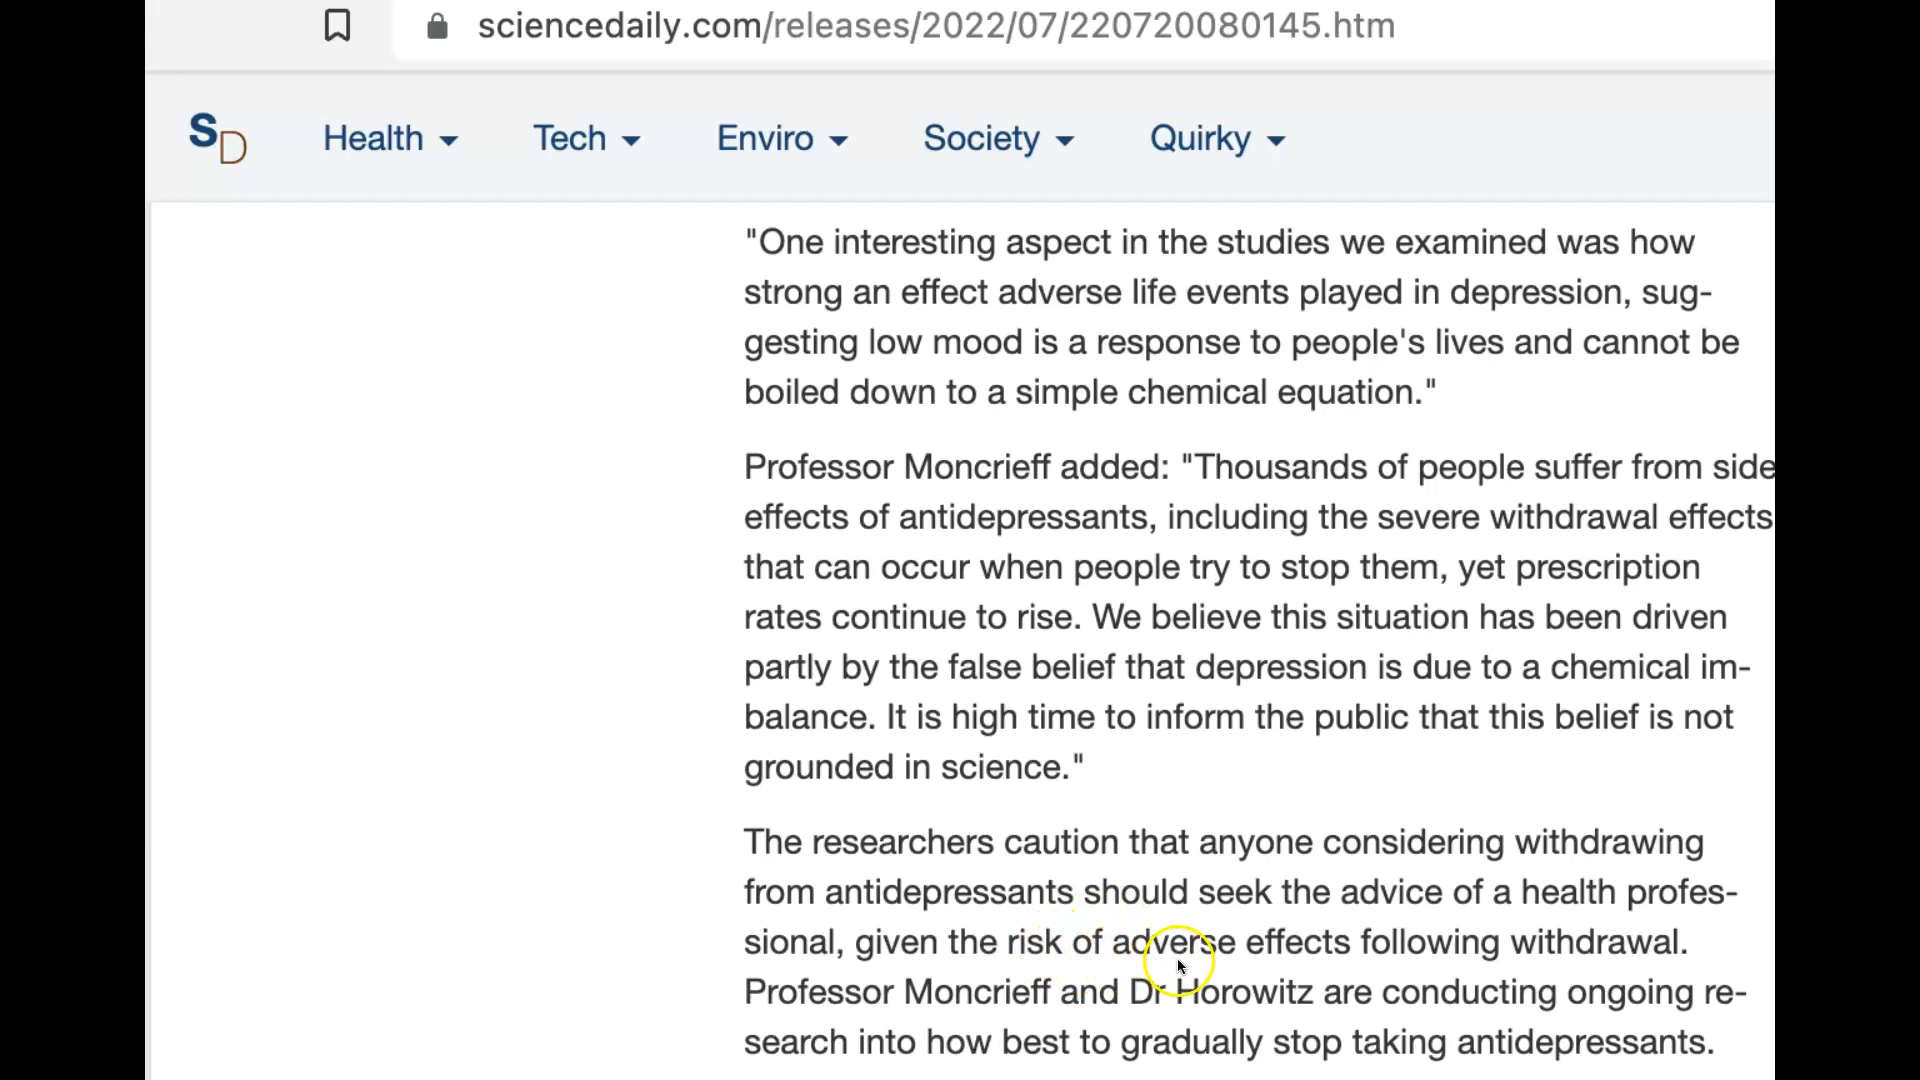 sciencedaily.com/releases/2022/07/220720080145.htm
SD Health Tech Enviro Society Quirky
"One interesting aspect in the studies we examined was how
strong an effect adverse life events played in depression, sug-
gesting low mood is a response to people's lives and cannot be
boiled down to a simple chemical equation."
Professor Moncrieff added: "Thousands of people suffer from side
effects of antidepressants, including the severe withdrawal effects
that can occur when people try to stop them, yet prescription
rates continue to rise. We believe this situation has been driven
partly by the false belief that depression is due to a chemical im-
balance. It is high time to inform the public that this belief is not
grounded in science."
The researchers caution that anyone considering withdrawing
from antidepressants should seek the advice of a health profes-
sional, given the risk of adverse effects following withdrawal.
Professor Moncrieff and Dr Horowitz are conducting ongoing re-
search into how best to gradually stop taking antidepressants.